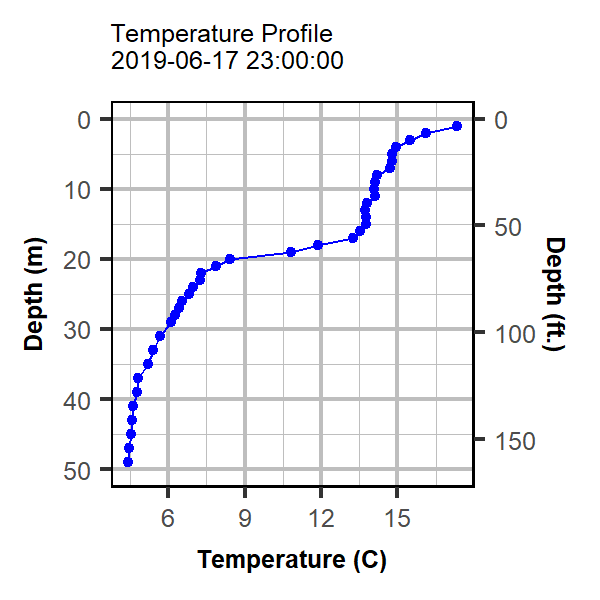 Temperature Profile
2019-06-17 23:00:00
0
10
20
30
40
50
Depth (m)
0
50
100
150
Depth (ft.)
6 9 12 15
Temperature (C)